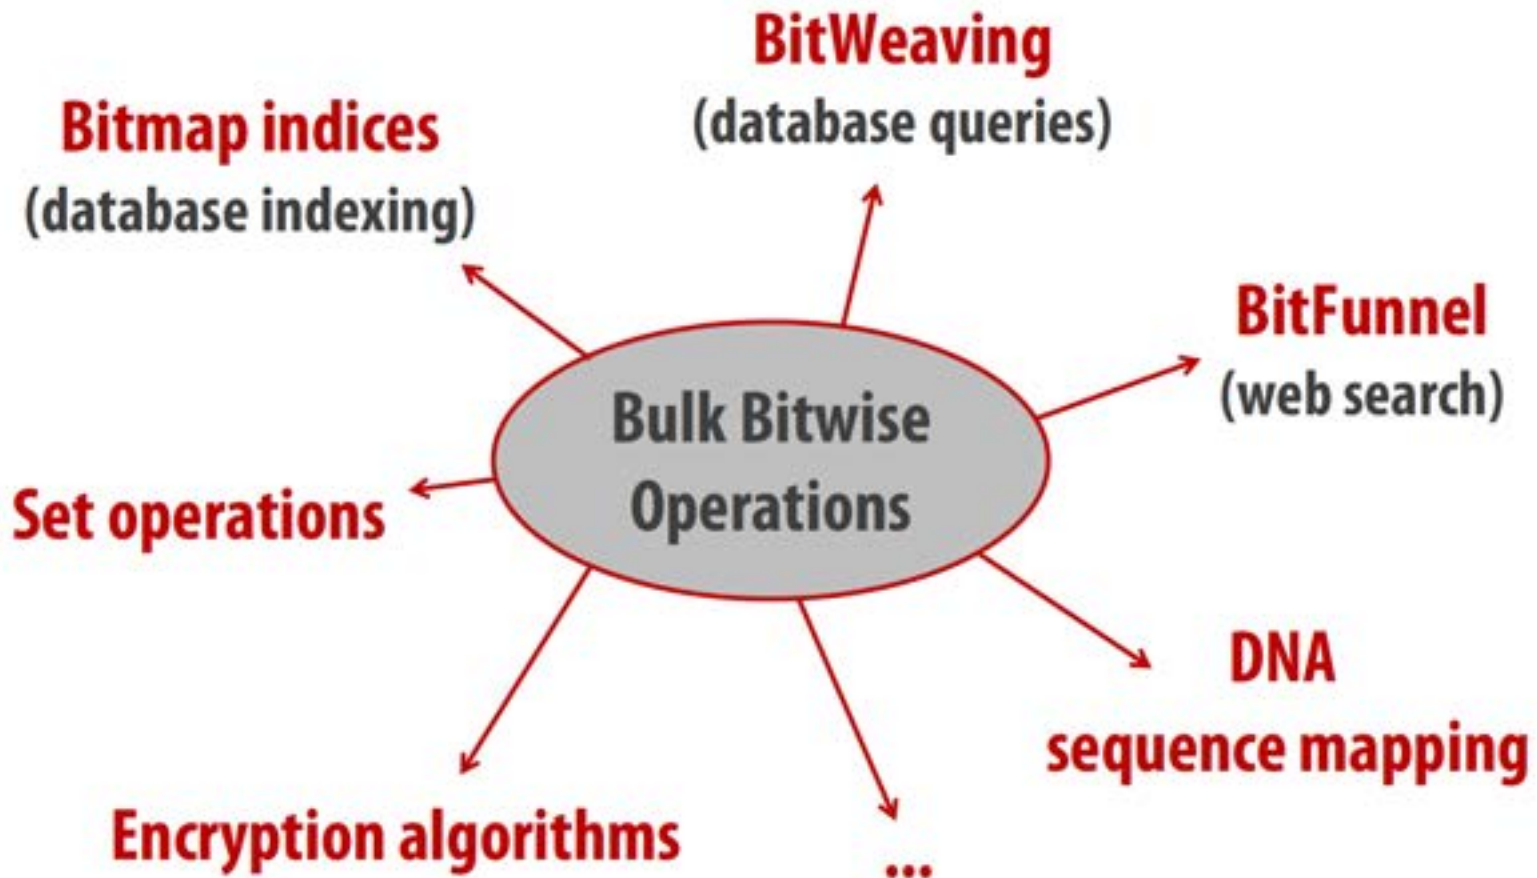 BitWeaving
(database queries)
Bitmap indices
(database indexing)
BitFunnel
(web search)
Bulk Bitwise
Operations
Set operations
DNA
sequence mapping
Encryption algorithms
...